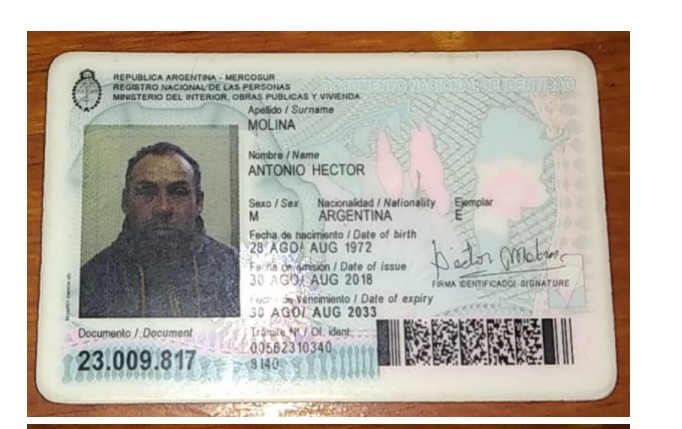 REPUBLICA ARGENTINA - MERCOSUR
REGISTRO NACIONAL DE LAS PERSONAS
MINISTERIO DEL INTERIOR, OBRAS PUBLICAS Y VIVIENDA
DOCUMENTO NACIONAL DE IDENTIDAD
Apellido / Surname
MOLINA
Nombre / Name
ANTONIO HECTOR
Sexo / Sex Nacionalidad / Nationality Ejemplar
M ARGENTINA E
Fecha de nacimiento / Date of birth
28 AGO/ AUG 1972
Fecha de emisión / Date of issue
30 AGO/ AUG 2018
FIRMA IDENTIFICADO/ SIGNATURE
Fecha de vencimiento / Date of expiry
30 AGO/ AUG 2033
Documento / Document
23.009.817
Trámite Nº / Of. ident.
00562310340
8140